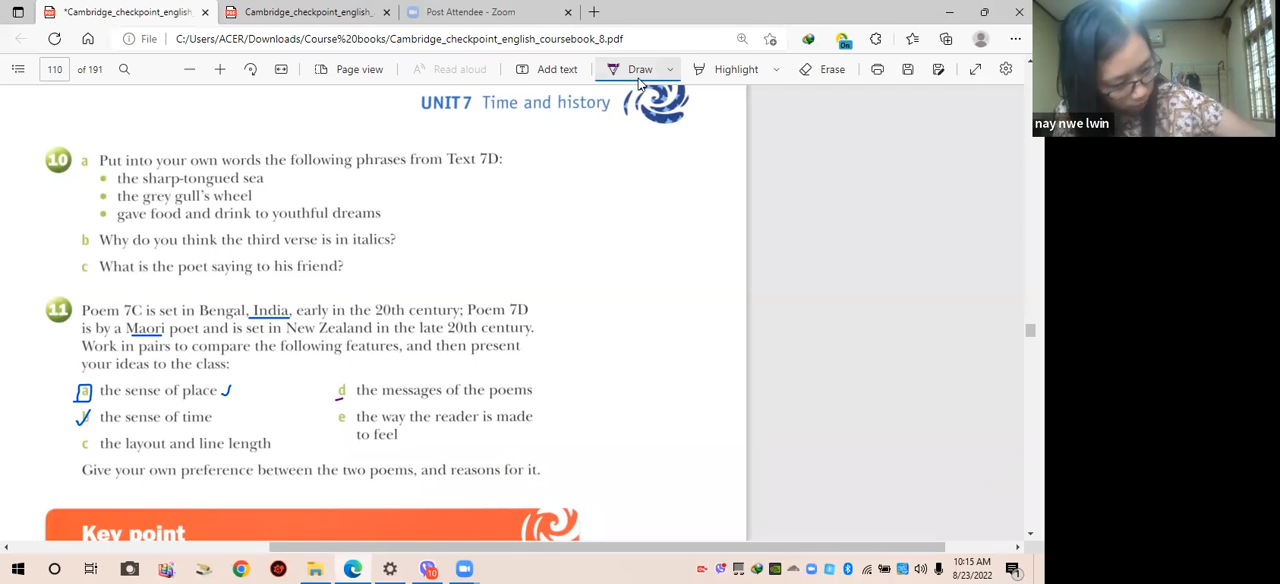 *Cambridge_checkpoint_english_
Cambridge_checkpoint_english_
Post Attendee - Zoom
File
C:/Users/ACER/Downloads/Course%20books/Cambridge_checkpoint_english_coursebook_8.pdf
On
110 of 191
Page view
Read aloud
Add text
Draw
Highlight
Erase
nay nwe lwin
UNIT 7 Time and history
10 a Put into your own words the following phrases from Text 7D:
• the sharp-tongued sea
• the grey gull's wheel
• gave food and drink to youthful dreams
b Why do you think the third verse is in italics?
c What is the poet saying to his friend?
11 Poem 7C is set in Bengal, India, early in the 20th century; Poem 7D
is by a Maori poet and is set in New Zealand in the late 20th century.
Work in pairs to compare the following features, and then present
your ideas to the class:
a the sense of place
b the sense of time
c the layout and line length
d the messages of the poems
e the way the reader is made
to feel
Give your own preference between the two poems, and reasons for it.
Key point
10
10:15 AM
8/23/2022
1